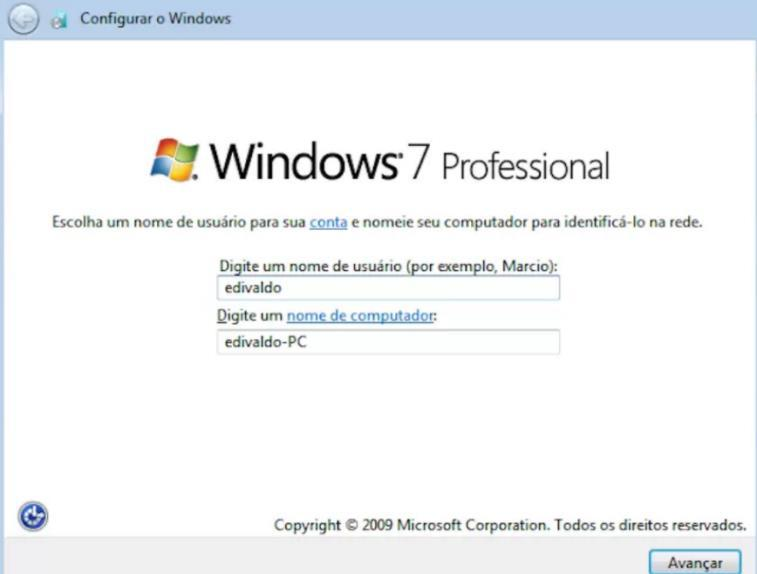 Configurar o Windows
Windows 7 Professional
Escolha um nome de usuário para sua conta e nomeie seu computador para identificá-lo na rede.
Digite um nome de usuário (por exemplo, Marcio):
edivaldo
Digite um nome de computador:
edivaldo-PC
Copyright © 2009 Microsoft Corporation. Todos os direitos reservados.
Avançar